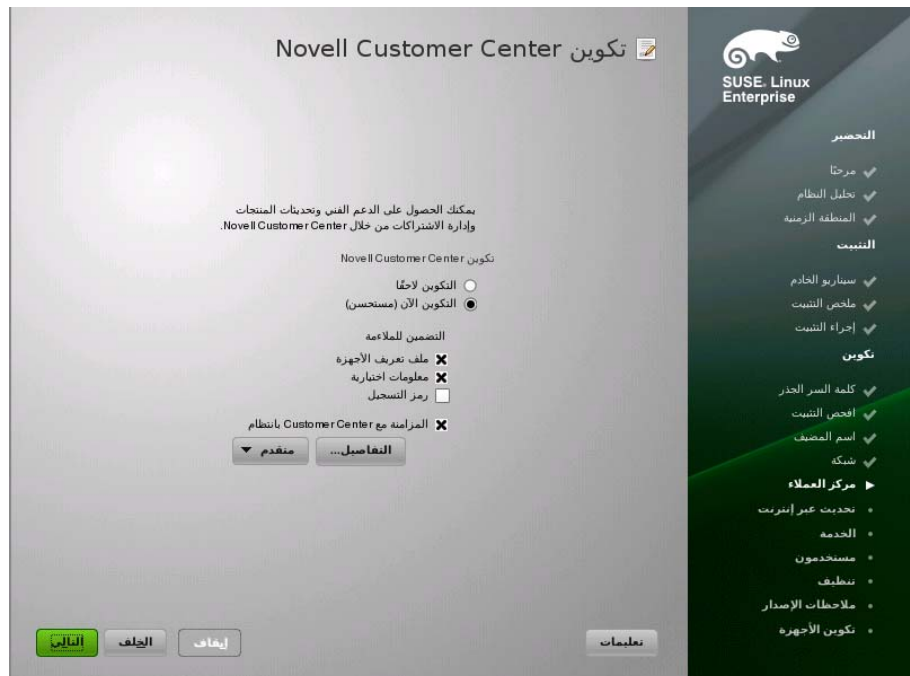 تكوين Novell Customer Center
SUSE. Linux
Enterprise
التحضير
مرحبًا
تحليل النظام
المنطقة الزمنية
التثبيت
سيناريو الخادم
ملخص التثبيت
إجراء التثبيت
تكوين
كلمة السر الجذر
افحص التثبيت
اسم المضيف
شبكة
مركز العملاء
تحديث عبر إنترنت
الخدمة
مستخدمون
تنظيف
ملاحظات الإصدار
تكوين الأجهزة
يمكنك الحصول على الدعم الفني وتحديثات المنتجات
وإدارة الاشتراكات من خلال Novell Customer Center.
تكوين Novell Customer Center
التكوين لاحقًا
التكوين الآن (مستحسن)
التضمين للملاءمة
ملف تعريف الأجهزة
معلومات اختيارية
رمز التسجيل
المزامنة مع Customer Center بانتظام
التفاصيل... متقدم
تعليمات إيقاف الخلف التالي